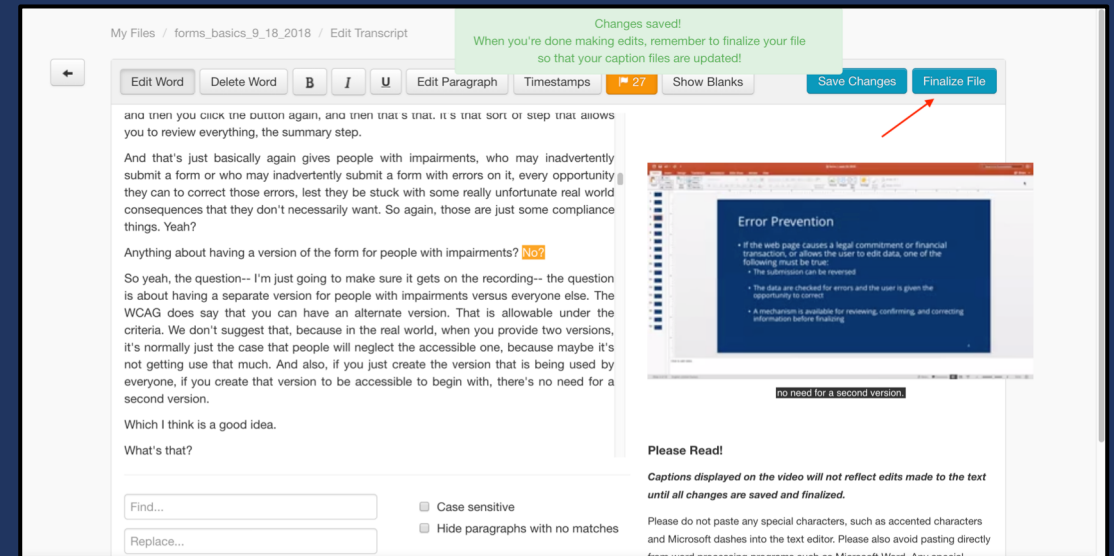 Changes saved!
When you're done making edits, remember to finalize your file
so that your caption files are updated!
My Files / forms_basics_9_18_2018 / Edit Transcript
Edit Word
Delete Word
B
I
U
Edit Paragraph
Timestamps
27
Show Blanks
Save Changes
Finalize File
and then you click the button again, and then that's that. It's that sort of step that allows
you to review everything, the summary step.
And that's just basically again gives people with impairments, who may inadvertently
submit a form or who may inadvertently submit a form with errors on it, every opportunity
they can to correct those errors, lest they be stuck with some really unfortunate real world
consequences that they don't necessarily want. So again, those are just some compliance
things. Yeah?
Anything about having a version of the form for people with impairments? No?
So yeah, the question-- I'm just going to make sure it gets on the recording-- the question
is about having a separate version for people with impairments versus everyone else. The
WCAG does say that you can have an alternate version. That is allowable under the
criteria. We don't suggest that, because in the real world, when you provide two versions,
it's normally just the case that people will neglect the accessible one, because maybe it's
not getting use that much. And also, if you just create the version that is being used by
everyone, if you create that version to be accessible to begin with, there's no need for a
second version.
Which I think is a good idea.
What's that?
Find...
Replace...
Case sensitive
Hide paragraphs with no matches
Error Prevention
• If the web page causes a legal commitment or financial
transaction, or allows the user to edit data, one of the
following must be true:
• The submission can be reversed
• The data are checked for errors and the user is given the
opportunity to correct
• A mechanism is available for reviewing, confirming, and correcting
information before finalizing
no need for a second version.
Please Read!
Captions displayed on the video will not reflect edits made to the text
until all changes are saved and finalized.
Please do not paste any special characters, such as accented characters
and Microsoft dashes into the text editor. Please also avoid pasting directly
from word processing programs such as Microsoft Word. Any special